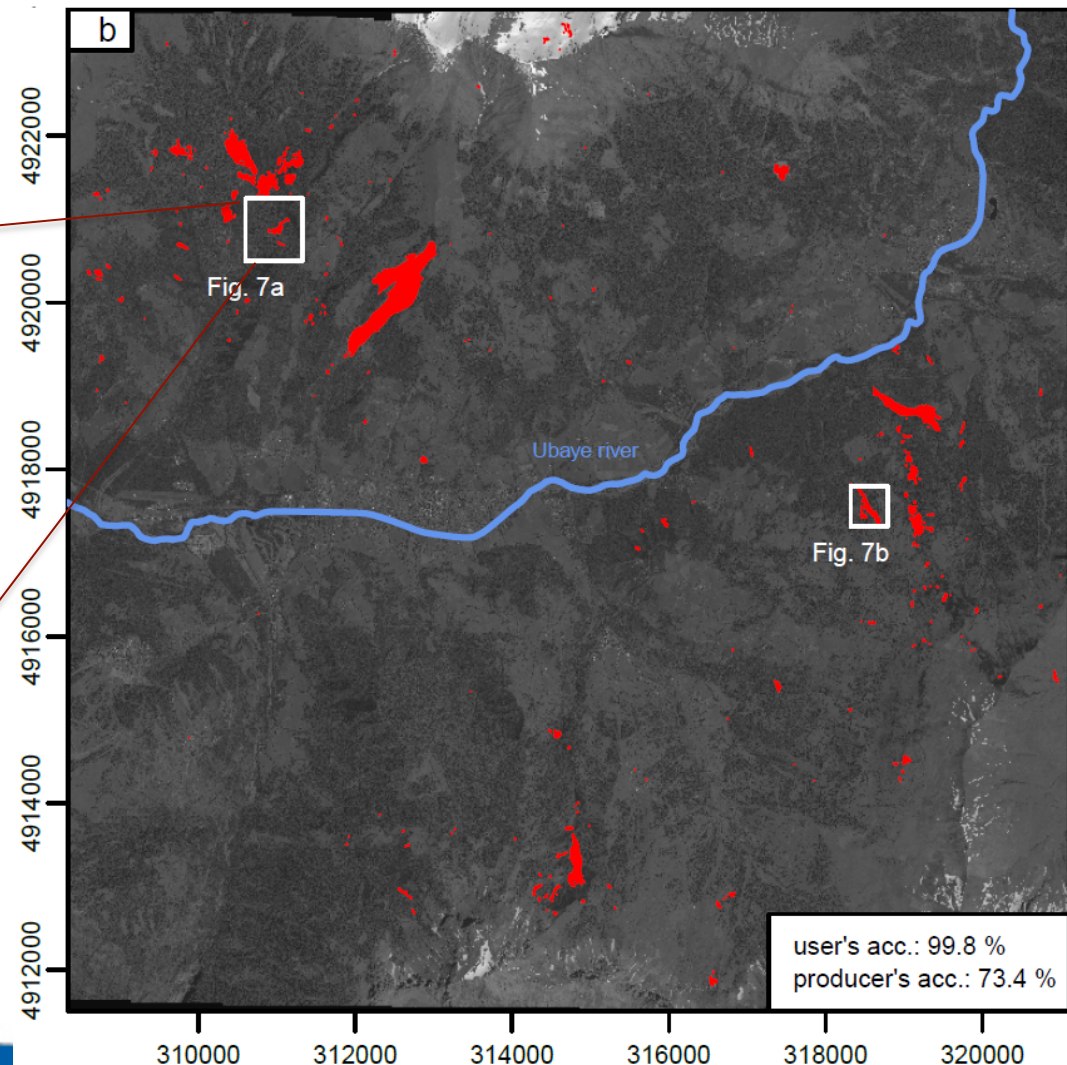 b
4922000
4920000
4918000
4916000
4914000
4912000
Fig. 7a
Ubaye river
Fig. 7b
user's acc.: 99.8 %
producer's acc.: 73.4 %
310000 312000 314000 316000 318000 320000